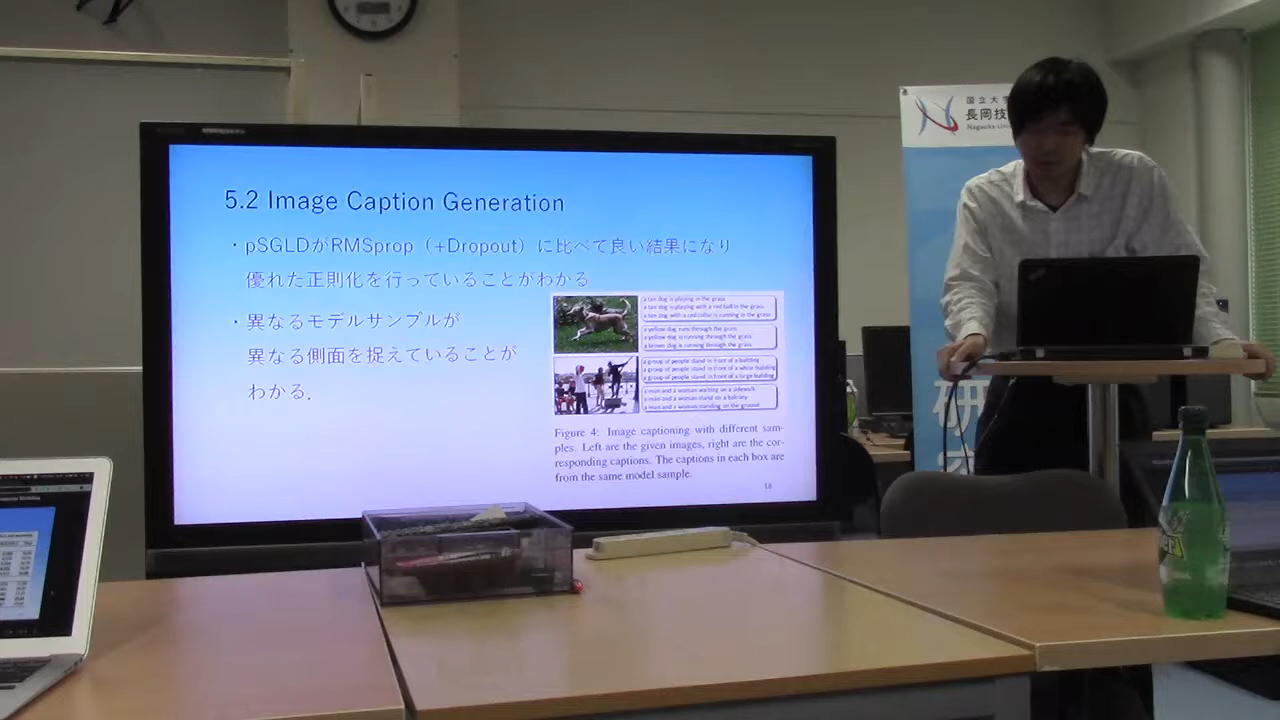 5.2 Image Caption Generation
・pSGLDがRMSprop（+Dropout）に比べて良い結果になり
優れた正則化を行っていることがわかる
・異なるモデルサンプルが
異なる側面を捉えていることが
わかる.
a tan dog is playing in the grass
a tan dog is playing with a red ball in the grass
a tan dog with a red collar is running in the grass
a yellow dog runs through the grass
a yellow dog is running through the grass
a brown dog is running through the grass
a group of people stand in front of a building
a group of people stand in front of a white building
a group of people stand in front of a large building
a man and a woman walking on a sidewalk
a man and a woman stand on a balcony
a man and a woman standing on the ground
Figure 4: Image captioning with different sam-
ples. Left are the given images, right are the cor-
responding captions. The captions in each box are
from the same model sample.
18
国立大
長岡技
Nagaoka Uni
研